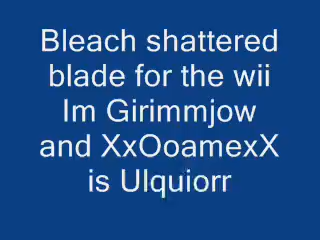 Bleach shattered
blade for the wii
Im Girimmjow
and XxOoamexX
is Ulquiorr